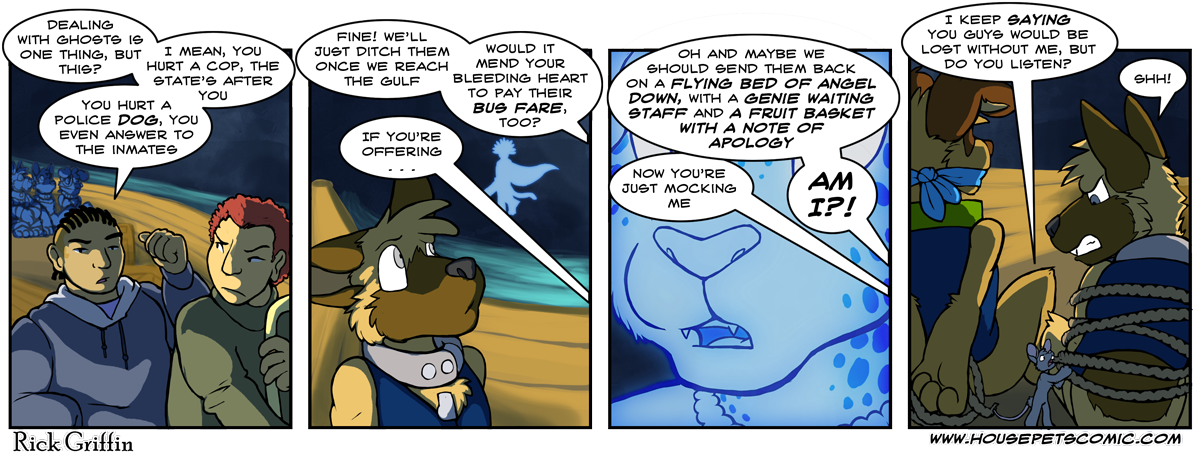 DEALING
WITH GHOSTS IS
ONE THING, BUT
THIS?
I MEAN, YOU
HURT A COP, THE
STATE'S AFTER
YOU
YOU HURT A
POLICE DOG, YOU
EVEN ANSWER TO
THE INMATES
FINE! WE'LL
JUST DITCH THEM
ONCE WE REACH
THE GULF
WOULD IT
MEND YOUR
BLEEDING HEART
TO PAY THEIR
BUS FARE,
TOO?
IF YOU'RE
OFFERING
. . .
OH AND MAYBE WE
SHOULD SEND THEM BACK
ON A FLYING BED OF ANGEL
DOWN, WITH A GENIE WAITING
STAFF AND A FRUIT BASKET
WITH A NOTE OF
APOLOGY
NOW YOU'RE
JUST MOCKING
ME
AM
I?!
I KEEP SAYING
YOU GUYS WOULD BE
LOST WITHOUT ME, BUT
DO YOU LISTEN?
SHH!
Rick Griffin
WWW.HOUSEPETSCOMIC.COM